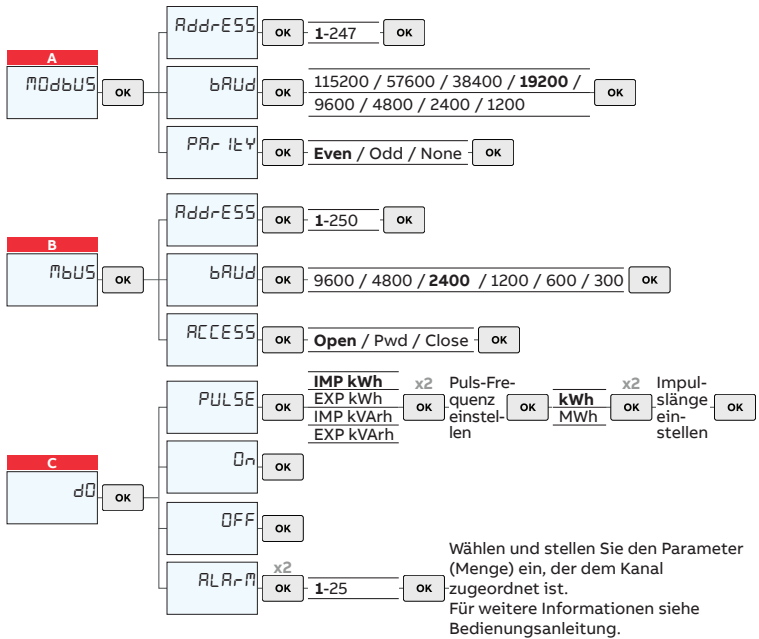 A
MOdbUS
OK
AddrESS
OK
1-247
OK
bAUd
OK
115200 / 57600 / 38400 / 19200 /
9600 / 4800 / 2400 / 1200
OK
PArItY
OK
Even / Odd / None
OK
B
MbUS
OK
AddrESS
OK
1-250
OK
bAUd
OK
9600 / 4800 / 2400 / 1200 / 600 / 300
OK
ACCESS
OK
Open / Pwd / Close
OK
C
dO
OK
PULSE
OK
IMP kWh
EXP kWh
IMP kVArh
EXP kVArh
x2
OK
Puls-Fre-
quenz
einstel-
len
OK
kWh
MWh
x2
OK
Impul-
slänge
ein-
stellen
OK
On
OK
OFF
OK
ALArM
x2
OK
1-25
OK
Wählen und stellen Sie den Parameter
(Menge) ein, der dem Kanal
zugeordnet ist.
Für weitere Informationen siehe
Bedienungsanleitung.